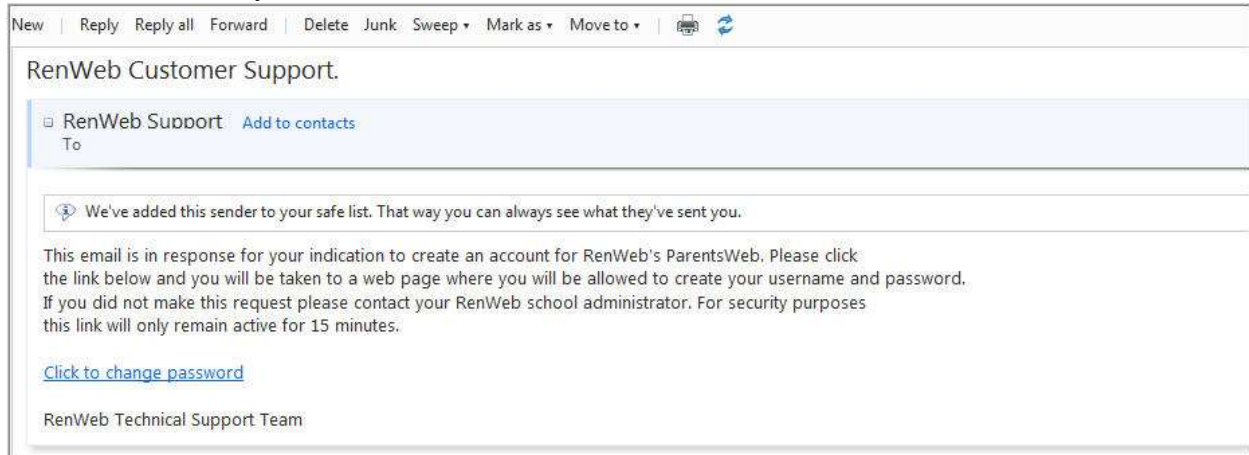 New | Reply Reply all Forward | Delete Junk Sweep Mark as Move to |
RenWeb Customer Support.
RenWeb Support Add to contacts
To
We've added this sender to your safe list. That way you can always see what they've sent you.
This email is in response for your indication to create an account for RenWeb's ParentsWeb. Please click
the link below and you will be taken to a web page where you will be allowed to create your username and password.
If you did not make this request please contact your RenWeb school administrator. For security purposes
this link will only remain active for 15 minutes.
Click to change password
RenWeb Technical Support Team